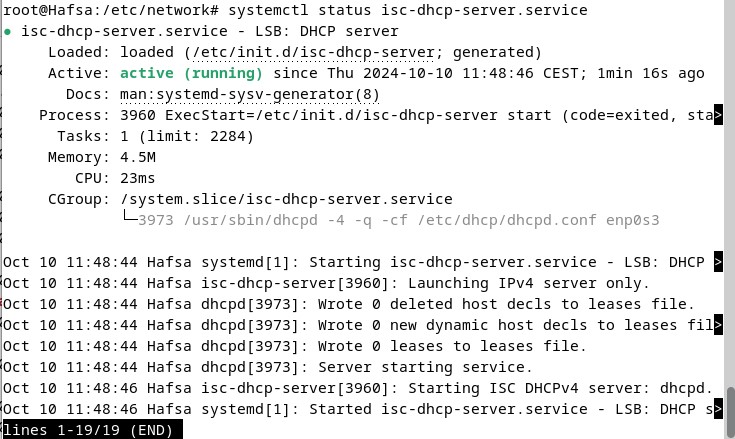 root@Hafsa:/etc/network# systemctl status isc-dhcp-server.service
● isc-dhcp-server.service - LSB: DHCP server
     Loaded: loaded (/etc/init.d/isc-dhcp-server; generated)
     Active: active (running) since Thu 2024-10-10 11:48:46 CEST; 1min 16s ago
       Docs: man:systemd-sysv-generator(8)
    Process: 3960 ExecStart=/etc/init.d/isc-dhcp-server start (code=exited, sta>
      Tasks: 1 (limit: 2284)
     Memory: 4.5M
        CPU: 23ms
     CGroup: /system.slice/isc-dhcp-server.service
             └─3973 /usr/sbin/dhcpd -4 -q -cf /etc/dhcp/dhcpd.conf enp0s3
Oct 10 11:48:44 Hafsa systemd[1]: Starting isc-dhcp-server.service - LSB: DHCP >
Oct 10 11:48:44 Hafsa isc-dhcp-server[3960]: Launching IPv4 server only.
Oct 10 11:48:44 Hafsa dhcpd[3973]: Wrote 0 deleted host decls to leases file.
Oct 10 11:48:44 Hafsa dhcpd[3973]: Wrote 0 new dynamic host decls to leases fil>
Oct 10 11:48:44 Hafsa dhcpd[3973]: Wrote 0 leases to leases file.
Oct 10 11:48:44 Hafsa dhcpd[3973]: Server starting service.
Oct 10 11:48:46 Hafsa isc-dhcp-server[3960]: Starting ISC DHCPv4 server: dhcpd.
Oct 10 11:48:46 Hafsa systemd[1]: Started isc-dhcp-server.service - LSB: DHCP s>
lines 1-19/19 (END)